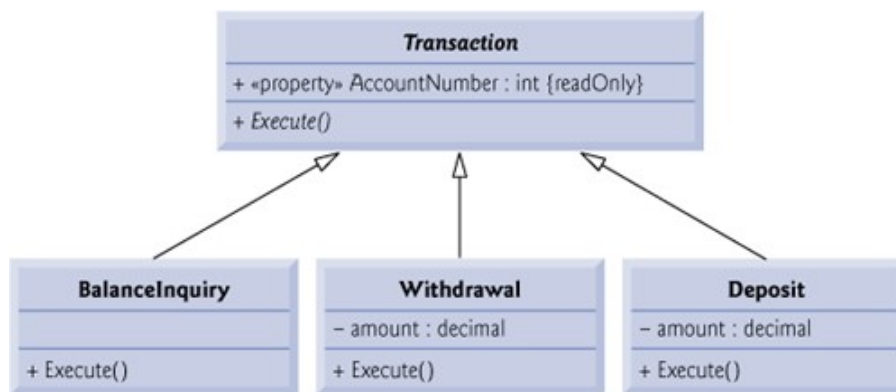 Transaction
+ «property» AccountNumber : int {readOnly}
+ Execute()
BalanceInquiry
+ Execute()
Withdrawal
– amount : decimal
+ Execute()
Deposit
– amount : decimal
+ Execute()